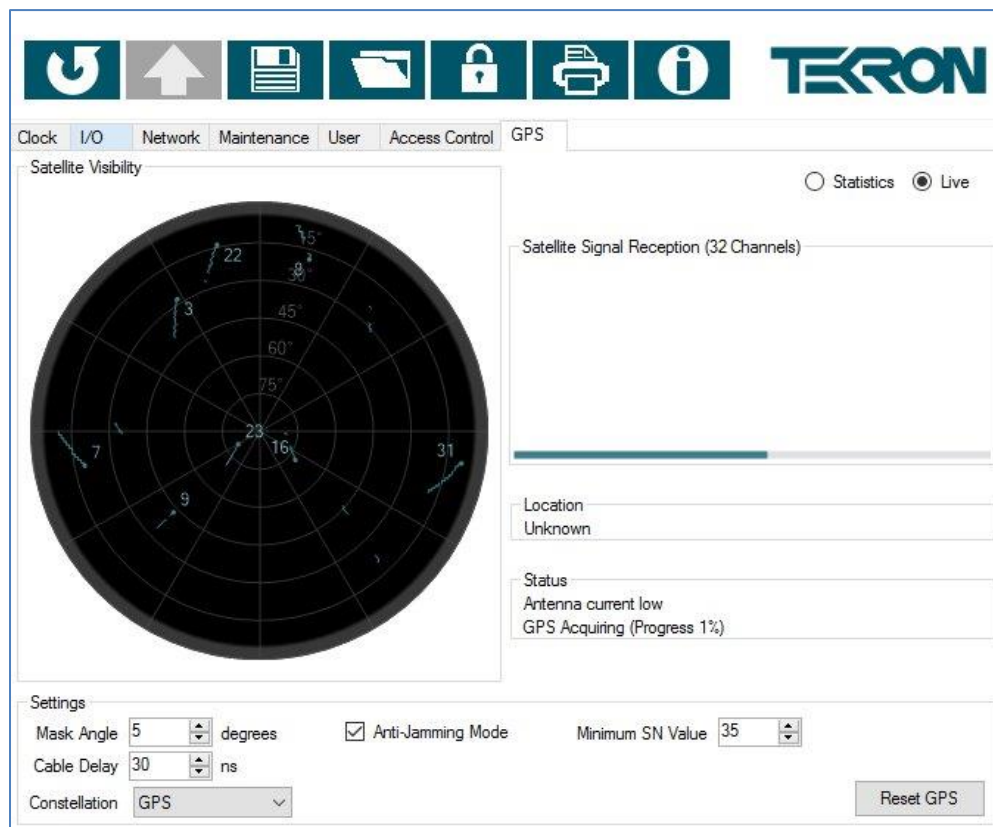 TEKRON
Clock I/O Network Maintenance User Access Control GPS
Satellite Visibility
Statistics Live
Satellite Signal Reception (32 Channels)
15°
22
8
30°
3
45°
60°
75°
23
16
7
31
9
Location
Unknown
Status
Antenna current low
GPS Acquiring (Progress 1%)
Settings
Mask Angle 5 degrees Anti-Jamming Mode Minimum SN Value 35
Cable Delay 30 ns
Constellation GPS Reset GPS